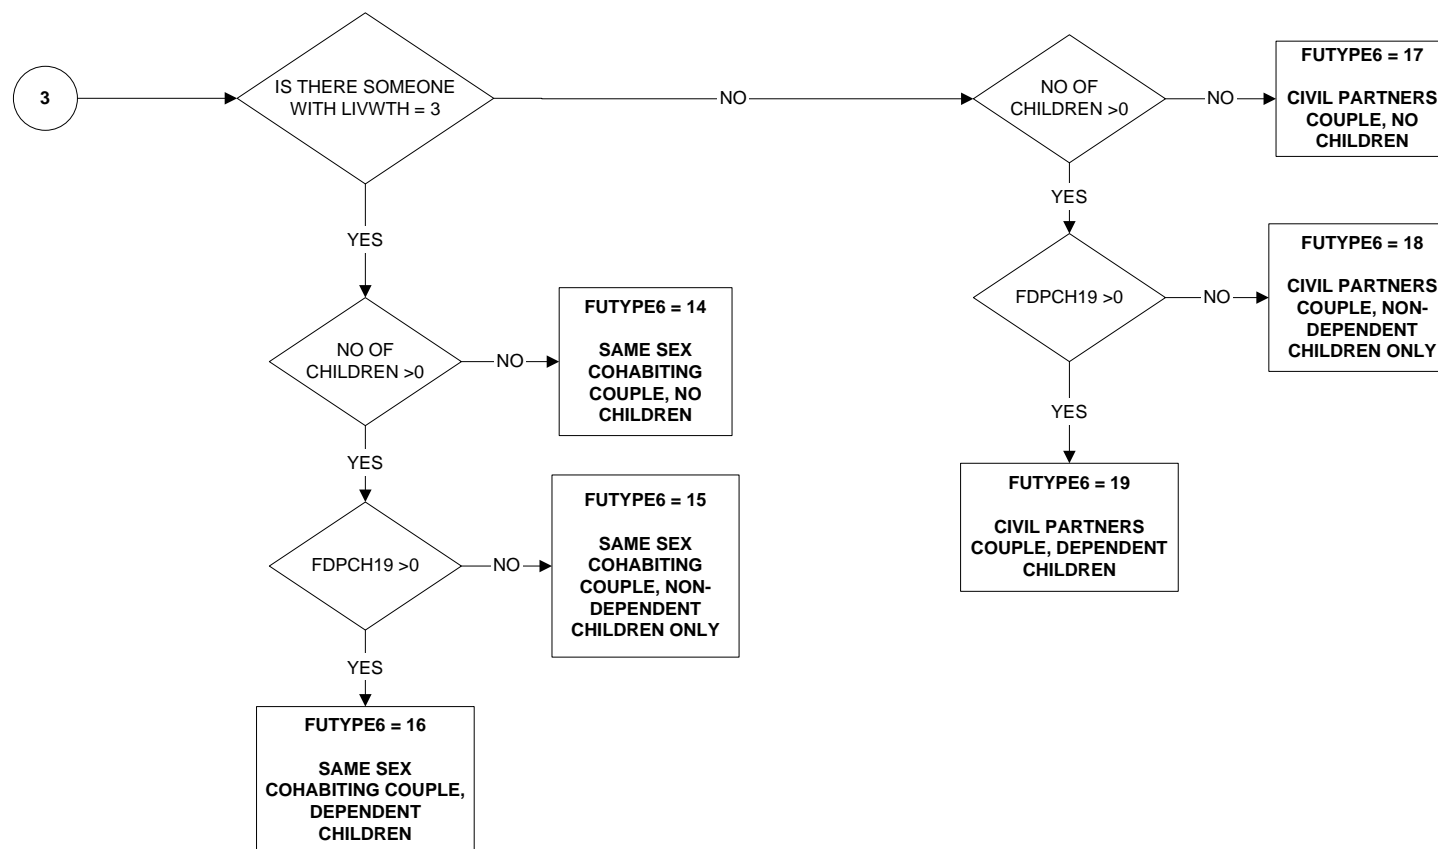 3
IS THERE SOMEONE
WITH LIVWTH = 3
NO
NO OF
CHILDREN >0
NO
FUTYPE6 = 17
CIVIL PARTNERS
COUPLE, NO
CHILDREN
YES
YES
FDPCH19 >0
NO
FUTYPE6 = 18
CIVIL PARTNERS
COUPLE, NON-
DEPENDENT
CHILDREN ONLY
NO OF
CHILDREN >0
NO
FUTYPE6 = 14
SAME SEX
COHABITING
COUPLE, NO
CHILDREN
YES
YES
FUTYPE6 = 19
CIVIL PARTNERS
COUPLE, DEPENDENT
CHILDREN
FDPCH19 >0
NO
FUTYPE6 = 15
SAME SEX
COHABITING
COUPLE, NON-
DEPENDENT
CHILDREN ONLY
YES
FUTYPE6 = 16
SAME SEX
COHABITING COUPLE,
DEPENDENT
CHILDREN